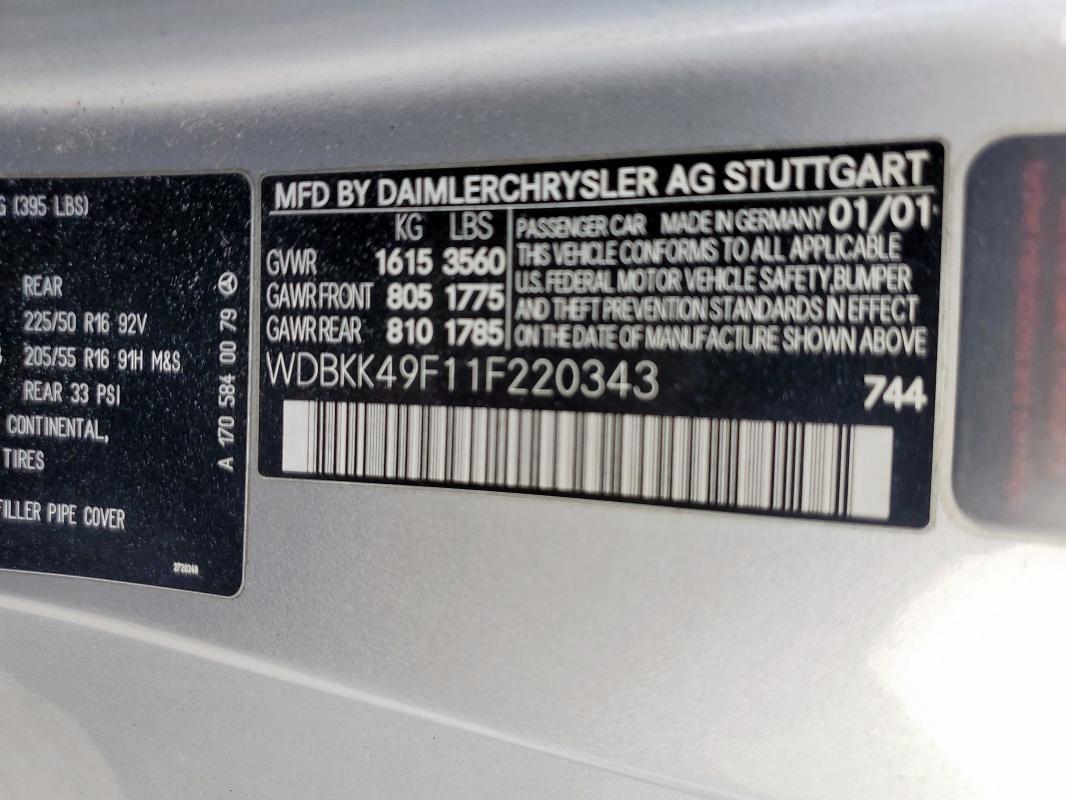 G (395 LBS)
REAR
225/50 R16 92V
205/55 R16 91H M&S
REAR 33 PSI
CONTINENTAL,
TIRES
FILLER PIPE COVER
A 170 584 00 79
MFD BY DAIMLERCHRYSLER AG STUTTGART
KG LBS
GVWR 1615 3560
GAWR FRONT 805 1775
GAWR REAR 810 1785
PASSENGER CAR MADE IN GERMANY 01/01
THIS VEHICLE CONFORMS TO ALL APPLICABLE
U.S. FEDERAL MOTOR VEHICLE SAFETY, BUMPER
AND THEFT PREVENTION STANDARDS IN EFFECT
ON THE DATE OF MANUFACTURE SHOWN ABOVE
WDBKK49F11F220343
744